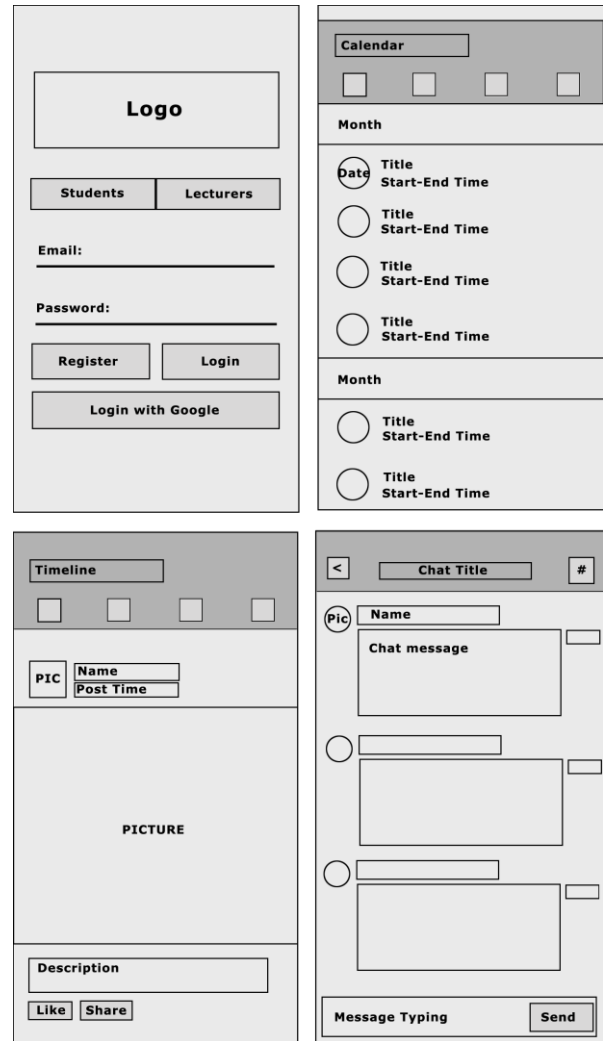 Logo
Students Lecturers
Email:
Password:
Register Login
Login with Google
Calendar
Month
Date Title
Start-End Time
Title
Start-End Time
Title
Start-End Time
Title
Start-End Time
Month
Title
Start-End Time
Title
Start-End Time
Timeline
PIC Name
Post Time
PICTURE
Description
Like Share
< Chat Title #
Pic Name
Chat message
Message Typing Send